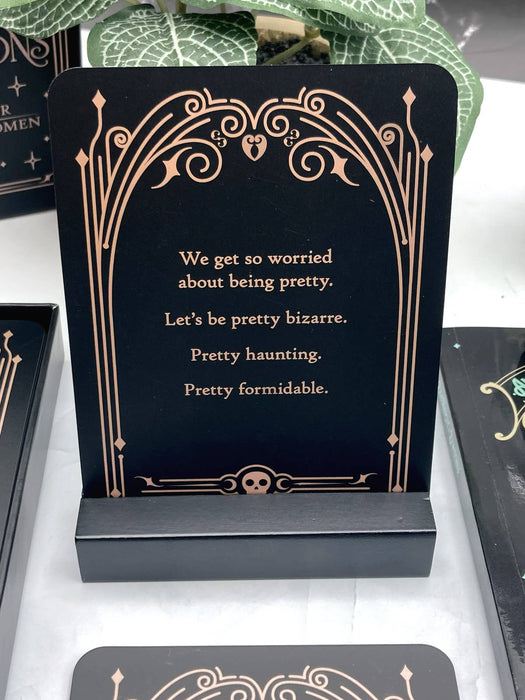 We get so worried
about being pretty.
Let's be pretty bizarre.
Pretty haunting.
Pretty formidable.